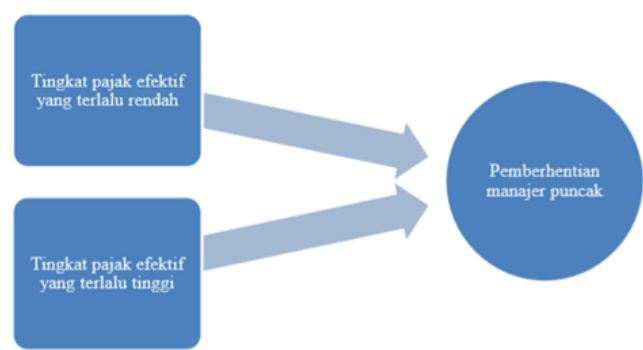 Tingkat pajak efektif
yang terlalu rendah
Pemberhentian
manajer puncak
Tingkat pajak efektif
yang terlalu tinggi